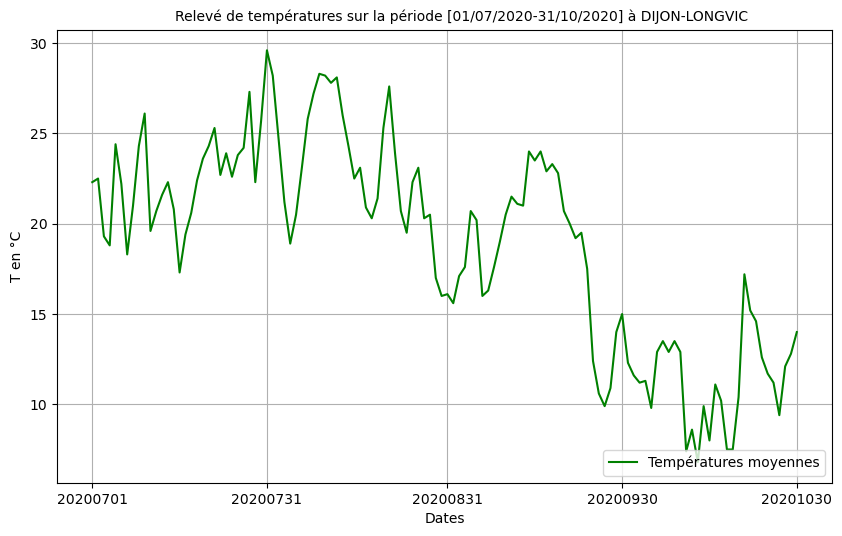 Relevé de températures sur la période [01/07/2020-31/10/2020] à DIJON-LONGVIC
30
25
20
15
10
T en °C
Températures moyennes
20200701 20200731 20200831 20200930 20201030
Dates